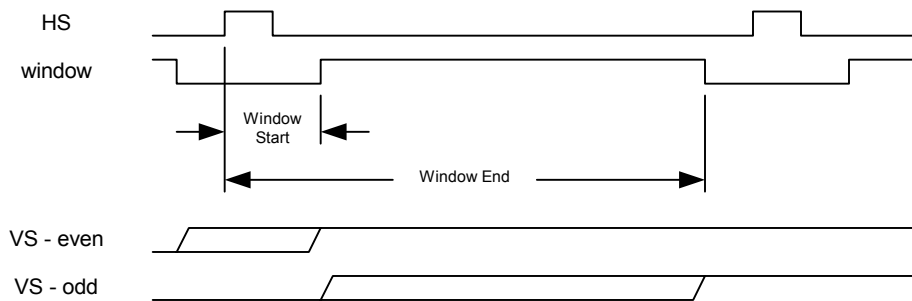 HS
window
Window
Start
Window End
VS - even
VS - odd